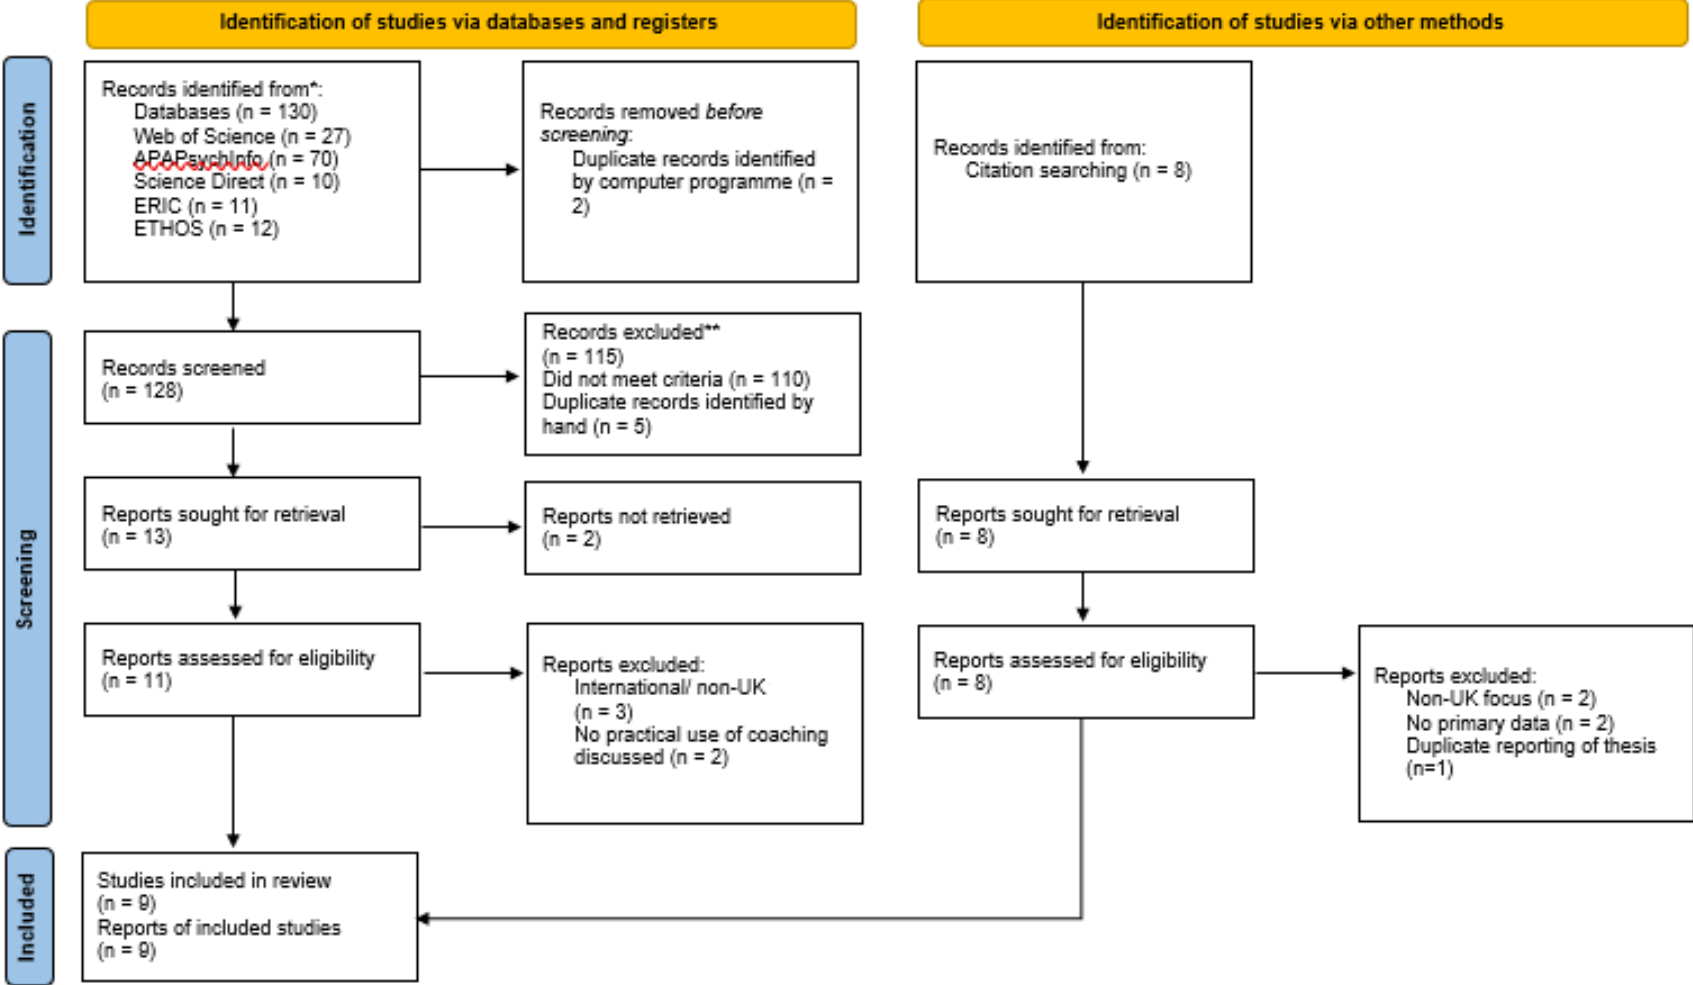 Identification of studies via databases and registers
Identification of studies via other methods
Identification
Records identified from*:
Databases (n = 130)
Web of Science (n = 27)
APAPsychInfo (n = 70)
Science Direct (n = 10)
ERIC (n = 11)
ETHOS (n = 12)
Records removed before
screening:
Duplicate records identified
by computer programme (n =
2)
Records identified from:
Citation searching (n = 8)
Screening
Records screened
(n = 128)
Records excluded**
(n = 115)
Did not meet criteria (n = 110)
Duplicate records identified by
hand (n = 5)
Reports sought for retrieval
(n = 13)
Reports not retrieved
(n = 2)
Reports sought for retrieval
(n = 8)
Reports assessed for eligibility
(n = 11)
Reports excluded:
International/ non-UK
(n = 3)
No practical use of coaching
discussed (n = 2)
Reports assessed for eligibility
(n = 8)
Reports excluded:
Non-UK focus (n = 2)
No primary data (n = 2)
Duplicate reporting of thesis
(n=1)
Included
Studies included in review
(n = 9)
Reports of included studies
(n = 9)